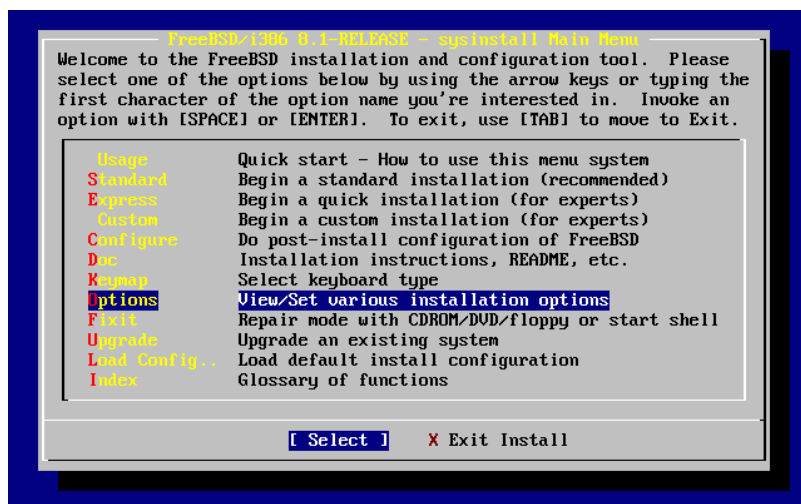 FreeBSD/i386 8.1-RELEASE - sysinstall Main Menu
Welcome to the FreeBSD installation and configuration tool. Please
select one of the options below by using the arrow keys or typing the
first character of the option name you're interested in. Invoke an
option with [SPACE] or [ENTER]. To exit, use [TAB] to move to Exit.
Usage Quick start - How to use this menu system
Standard Begin a standard installation (recommended)
Express Begin a quick installation (for experts)
Custom Begin a custom installation (for experts)
Configure Do post-install configuration of FreeBSD
Doc Installation instructions, README, etc.
Keymap Select keyboard type
Options View/Set various installation options
Fixit Repair mode with CDROM/DVD/floppy or start shell
Upgrade Upgrade an existing system
Load Config.. Load default install configuration
Index Glossary of functions
[ Select ] X Exit Install